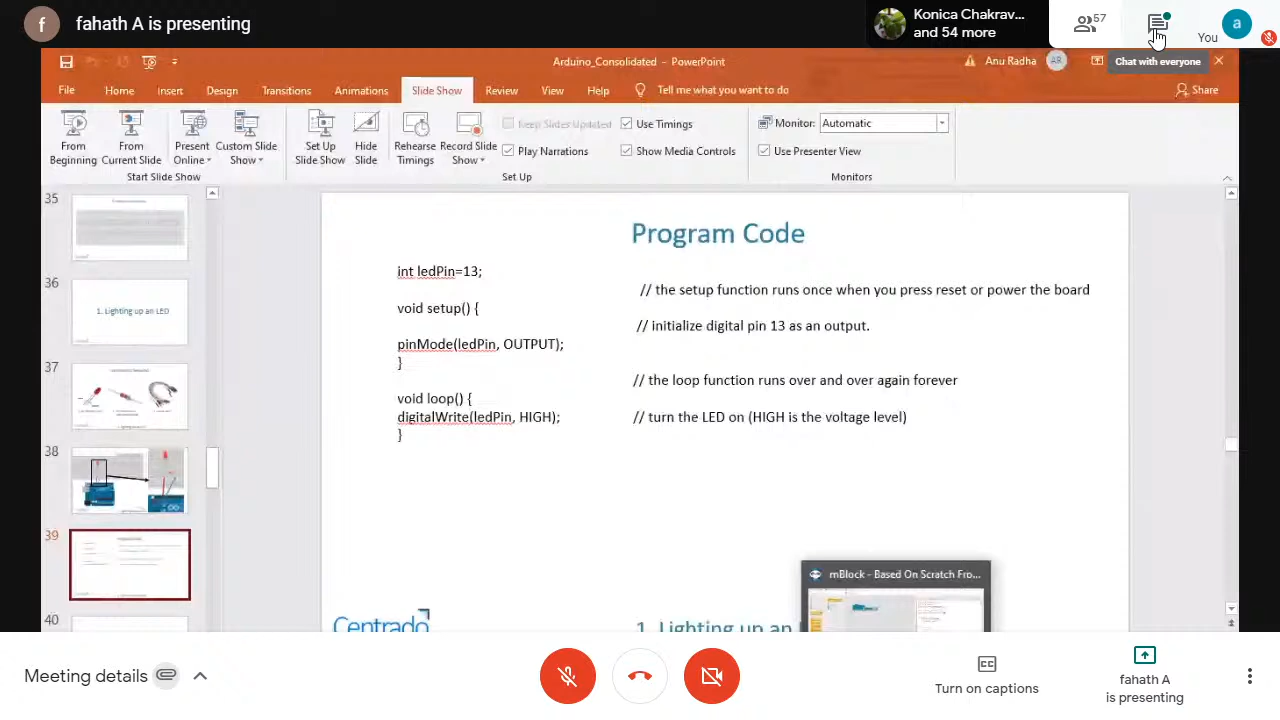 f fahath A is presenting
Konica Chakrav...
and 54 more
57
You
a
Chat with everyone
Arduino_Consolidated - PowerPoint
Anu Radha
AR
File Home Insert Design Transitions Animations Slide Show Review View Help Tell me what you want to do
Share
From Beginning
From Current Slide
Present Online
Custom Slide Show
Start Slide Show
Set Up Slide Show
Hide Slide
Rehearse Timings
Record Slide Show
Keep Slides Updated
Use Timings
Play Narrations
Show Media Controls
Set Up
Monitor: Automatic
Use Presenter View
Monitors
35
36
1. Lighting up an LED
37
38
39
40
Program Code
int ledPin=13;
// the setup function runs once when you press reset or power the board
void setup() {
// initialize digital pin 13 as an output.
pinMode(ledPin, OUTPUT);
}
// the loop function runs over and over again forever
void loop() {
digitalWrite(ledPin, HIGH);
// turn the LED on (HIGH is the voltage level)
}
mBlock - Based On Scratch Fro...
Centrado
1. Lighting up an
Meeting details
CC
Turn on captions
fahath A
is presenting